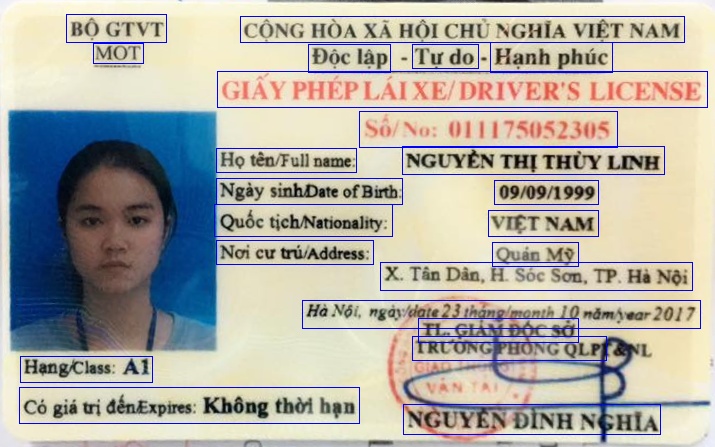 BỘ GTVT
MOT
CỘNG HÒA XÃ HỘI CHỦ NGHĨA VIỆT NAM
Độc lập - Tự do - Hạnh phúc
GIẤY PHÉP LÁI XE/ DRIVER'S LICENSE
Số/No: 011175052305
Họ tên/Full name: NGUYỄN THỊ THÙY LINH
Ngày sinh/Date of Birth: 09/09/1999
Quốc tịch/Nationality: VIỆT NAM
Nơi cư trú/Address: Quán Mỹ
X. Tân Dân, H. Sóc Sơn, TP. Hà Nội
Hà Nội, ngày/date 23 tháng/month 10 năm/year 2017
TL. GIÁM ĐỐC SỞ
TRƯỞNG PHÒNG QLPT&NL
GIAO THÔNG
VẬN TẢI
Hạng/Class: A1
Có giá trị đến/Expires: Không thời hạn
NGUYỄN ĐÌNH NGHĨA